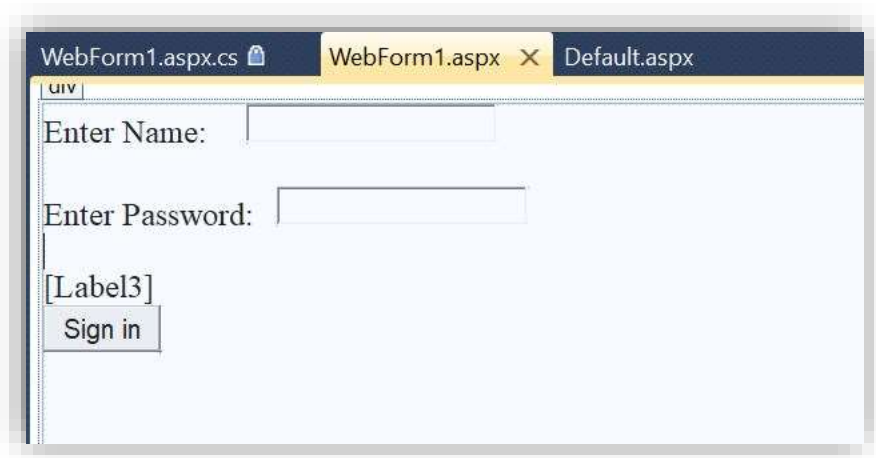 WebForm1.aspx.cs WebForm1.aspx × Default.aspx
div
Enter Name:
Enter Password:
[Label3]
Sign in